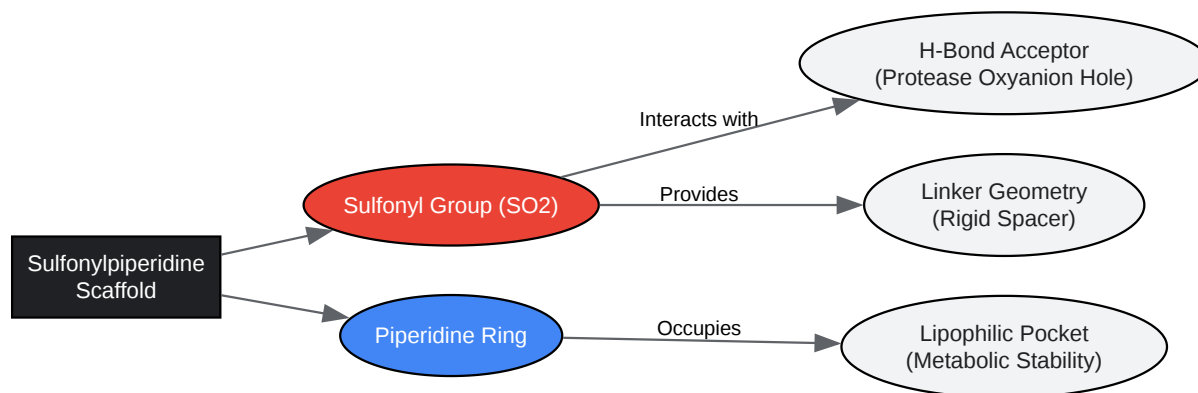 Sulfonylpiperidine
Scaffold
Sulfonyl Group (SO2)
Piperidine Ring
Interacts with
Provides
Occupies
H-Bond Acceptor
(Protease Oxyanion Hole)
Linker Geometry
(Rigid Spacer)
Lipophilic Pocket
(Metabolic Stability)